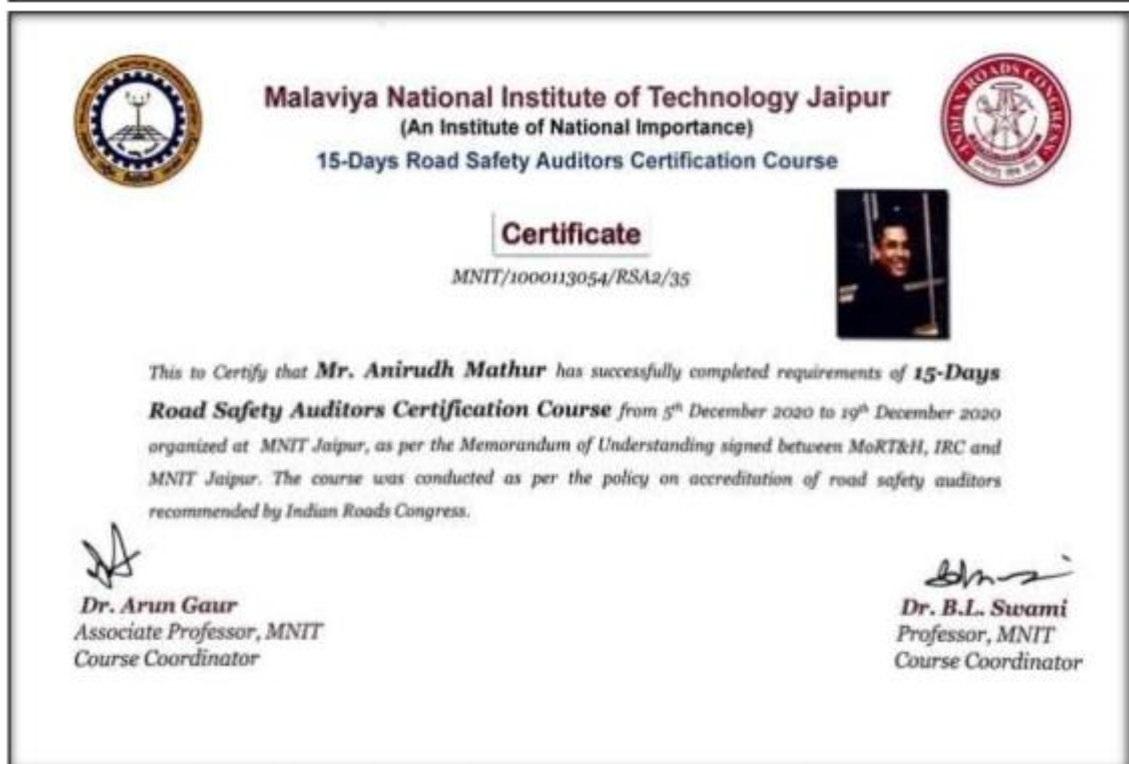 Malaviya National Institute of Technology Jaipur
(An Institute of National Importance)
15-Days Road Safety Auditors Certification Course
INDIAN ROADS CONGRESS
Certificate
MNIT/1000113054/RSA2/35
This to Certify that Mr. Anirudh Mathur has successfully completed requirements of 15-Days
Road Safety Auditors Certification Course from 5th December 2020 to 19th December 2020
organized at MNIT Jaipur, as per the Memorandum of Understanding signed between MoRT&H, IRC and
MNIT Jaipur. The course was conducted as per the policy on accreditation of road safety auditors
recommended by Indian Roads Congress.
Dr. Arun Gaur
Associate Professor, MNIT
Course Coordinator
Dr. B.L. Swami
Professor, MNIT
Course Coordinator